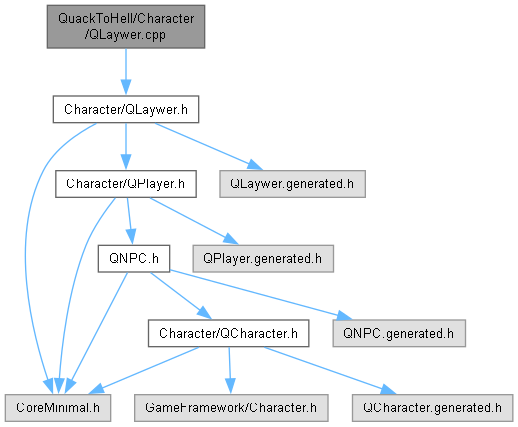 QuackToHell/Character
/QLaywer.cpp
Character/QLaywer.h
Character/QPlayer.h
QLaywer.generated.h
QNPC.h
QPlayer.generated.h
Character/QCharacter.h
QNPC.generated.h
CoreMinimal.h
GameFramework/Character.h
QCharacter.generated.h